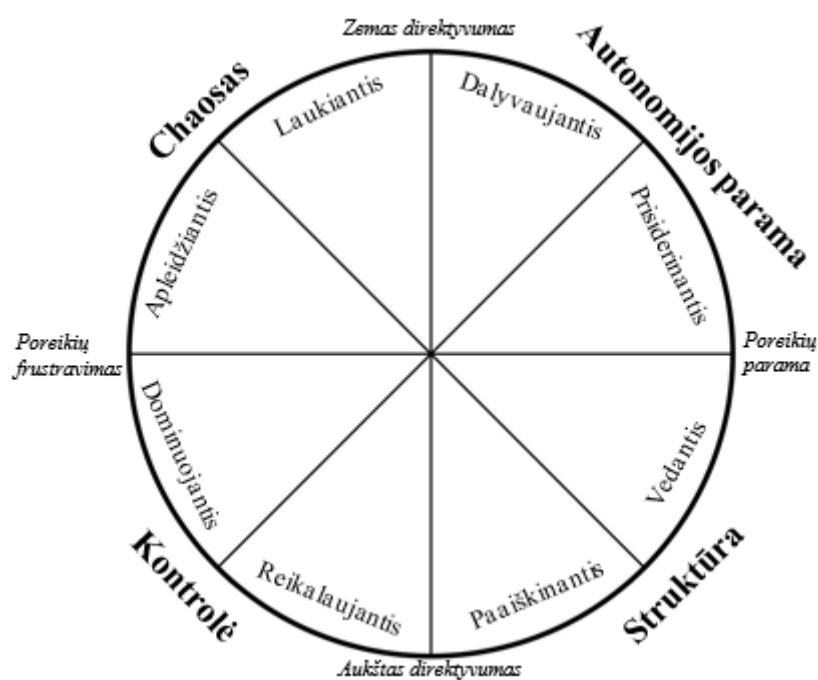 Zemas direktyvumas
Chaosas
Autonomijos parama
Laukiantis
Dalyvaujantis
Apleidžiantis
Prisiderinantis
Poreikių
frustravimas
Poreikių
parama
Dominuojantis
Vedantis
Kontrolė
Reikalaujantis
Paaiškinantis
Struktūra
Aukštas direktyvumas